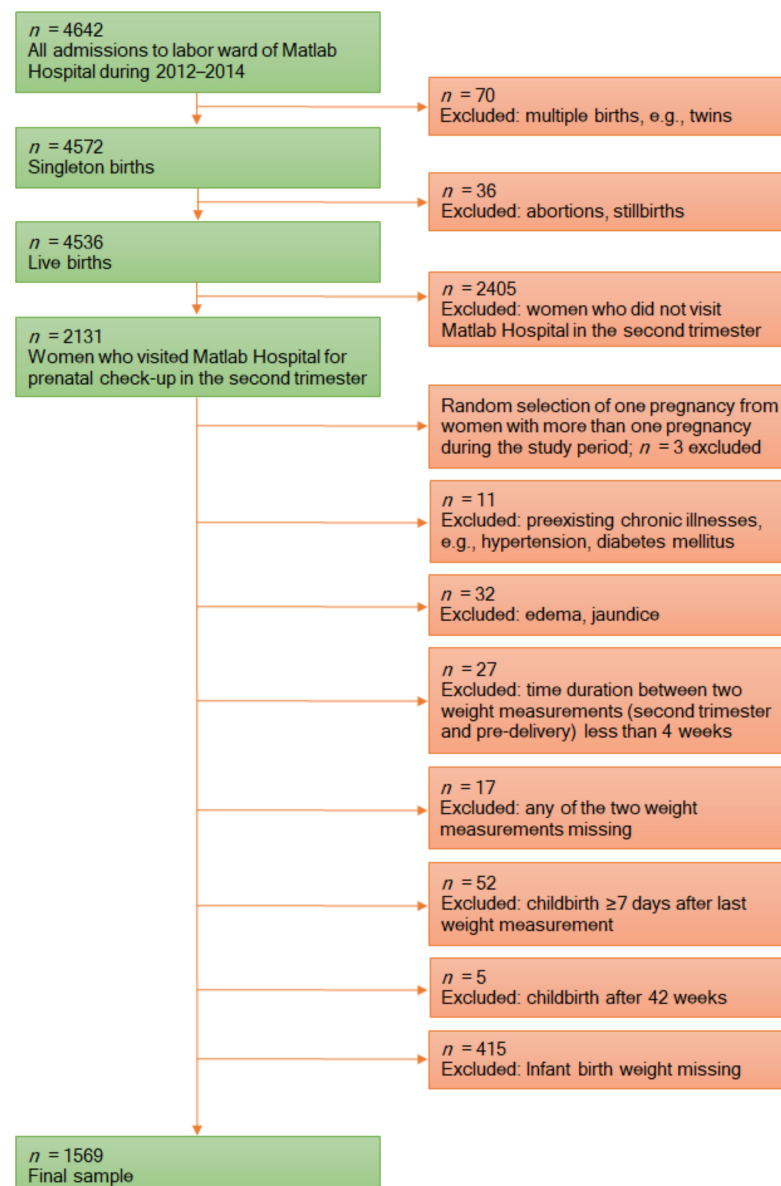 n = 4642
All admissions to labor ward of Matlab
Hospital during 2012–2014
n = 70
Excluded: multiple births, e.g., twins
n = 4572
Singleton births
n = 36
Excluded: abortions, stillbirths
n = 4536
Live births
n = 2405
Excluded: women who did not visit
Matlab Hospital in the second trimester
n = 2131
Women who visited Matlab Hospital for
prenatal check-up in the second trimester
Random selection of one pregnancy from
women with more than one pregnancy
during the study period; n = 3 excluded
n = 11
Excluded: preexisting chronic illnesses,
e.g., hypertension, diabetes mellitus
n = 32
Excluded: edema, jaundice
n = 27
Excluded: time duration between two
weight measurements (second trimester
and pre-delivery) less than 4 weeks
n = 17
Excluded: any of the two weight
measurements missing
n = 52
Excluded: childbirth ≥7 days after last
weight measurement
n = 5
Excluded: childbirth after 42 weeks
n = 415
Excluded: Infant birth weight missing
n = 1569
Final sample